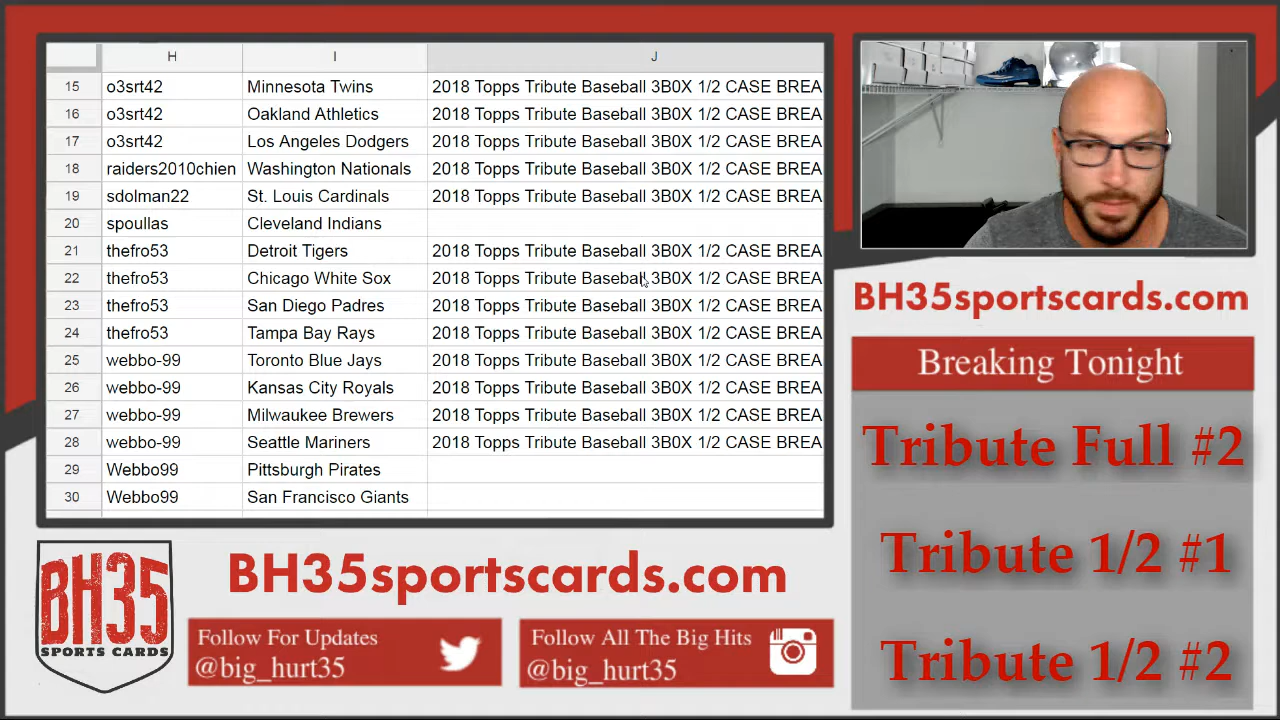 H I J
15 o3srt42 Minnesota Twins 2018 Topps Tribute Baseball 3B0X 1/2 CASE BREA
16 o3srt42 Oakland Athletics 2018 Topps Tribute Baseball 3B0X 1/2 CASE BREA
17 o3srt42 Los Angeles Dodgers 2018 Topps Tribute Baseball 3B0X 1/2 CASE BREA
18 raiders2010chien Washington Nationals 2018 Topps Tribute Baseball 3B0X 1/2 CASE BREA
19 sdolman22 St. Louis Cardinals 2018 Topps Tribute Baseball 3B0X 1/2 CASE BREA
20 spoullas Cleveland Indians
21 thefro53 Detroit Tigers 2018 Topps Tribute Baseball 3B0X 1/2 CASE BREA
22 thefro53 Chicago White Sox 2018 Topps Tribute Baseball 3B0X 1/2 CASE BREA
23 thefro53 San Diego Padres 2018 Topps Tribute Baseball 3B0X 1/2 CASE BREA
24 thefro53 Tampa Bay Rays 2018 Topps Tribute Baseball 3B0X 1/2 CASE BREA
25 webbo-99 Toronto Blue Jays 2018 Topps Tribute Baseball 3B0X 1/2 CASE BREA
26 webbo-99 Kansas City Royals 2018 Topps Tribute Baseball 3B0X 1/2 CASE BREA
27 webbo-99 Milwaukee Brewers 2018 Topps Tribute Baseball 3B0X 1/2 CASE BREA
28 webbo-99 Seattle Mariners 2018 Topps Tribute Baseball 3B0X 1/2 CASE BREA
29 Webbo99 Pittsburgh Pirates
30 Webbo99 San Francisco Giants
BH35sportscards.com
Breaking Tonight
Tribute Full #2
Tribute 1/2 #1
Tribute 1/2 #2
BH35
SPORTS CARDS
BH35sportscards.com
Follow For Updates
@big_hurt35
Follow All The Big Hits
@big_hurt35